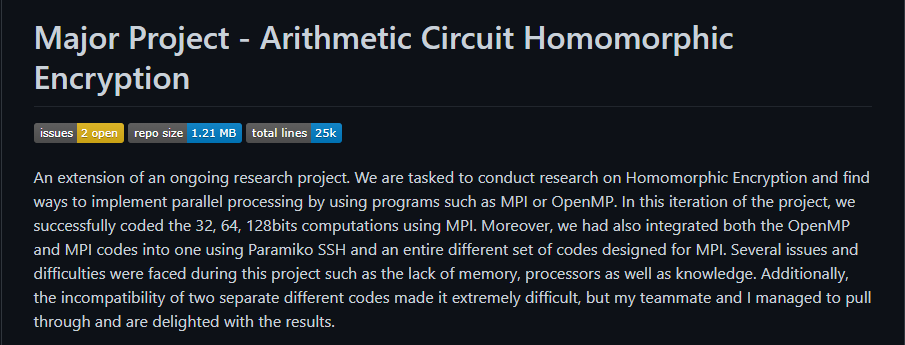 Major Project - Arithmetic Circuit Homomorphic
Encryption
issues 2 open repo size 1.21 MB total lines 25k
An extension of an ongoing research project. We are tasked to conduct research on Homomorphic Encryption and find
ways to implement parallel processing by using programs such as MPI or OpenMP. In this iteration of the project, we
successfully coded the 32, 64, 128bits computations using MPI. Moreover, we had also integrated both the OpenMP
and MPI codes into one using Paramiko SSH and an entire different set of codes designed for MPI. Several issues and
difficulties were faced during this project such as the lack of memory, processors as well as knowledge. Additionally,
the incompatibility of two separate different codes made it extremely difficult, but my teammate and I managed to pull
through and are delighted with the results.